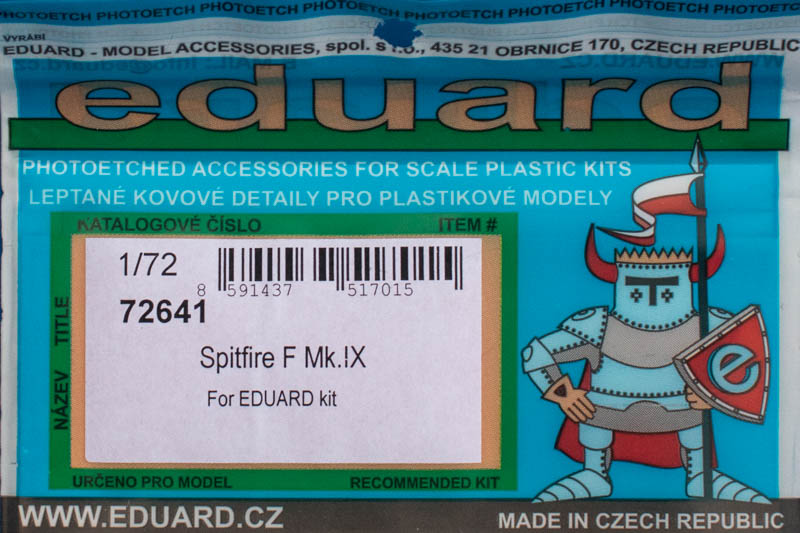 PHOTOETCH PHOTOETCH PHOTOETCH PHOTOETCH PHOTOETCH PHOTOETCH PHOTOETCH
VYRÁBÍ
EDUARD - MODEL ACCESSORIES, spol. s r.o., 435 21 OBRNICE 170, CZECH REPUBLIC
eduard
PHOTOETCHED ACCESSORIES FOR SCALE PLASTIC KITS
LEPTANÉ KOVOVÉ DETAILY PRO PLASTIKOVÉ MODELY
KATALOGOVÉ ČÍSLO ITEM #
1/72
8 591437 517015
72641
NÁZEV TITLE
Spitfire F Mk.IX
For EDUARD kit
e
URČENO PRO MODEL RECOMMENDED KIT
WWW.EDUARD.CZ MADE IN CZECH REPUBLIC